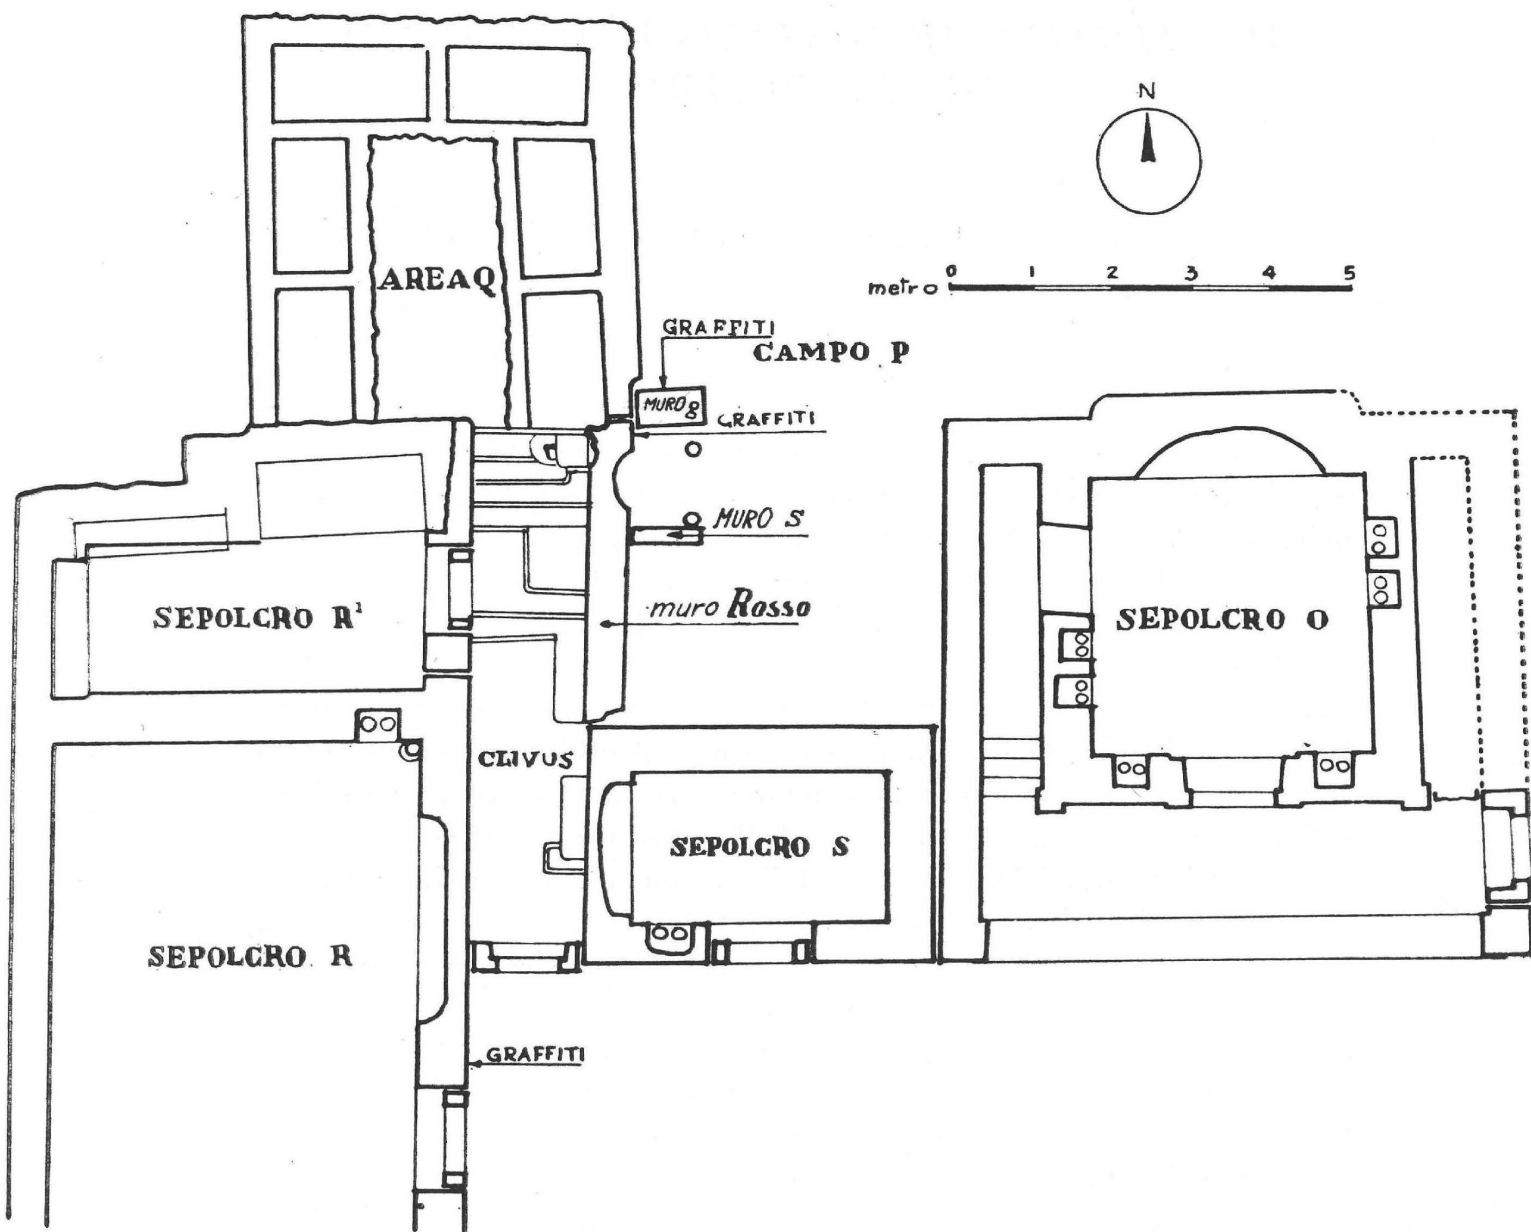 N
0 1 2 3 4 5
metro
AREA Q
GRAFFITI
CAMPO P
MURO g
GRAFFITI
MURO S
SEPOLCRO R¹
muro Rosso
SEPOLCRO O
CLIVUS
SEPOLCRO S
SEPOLCRO R
GRAFFITI